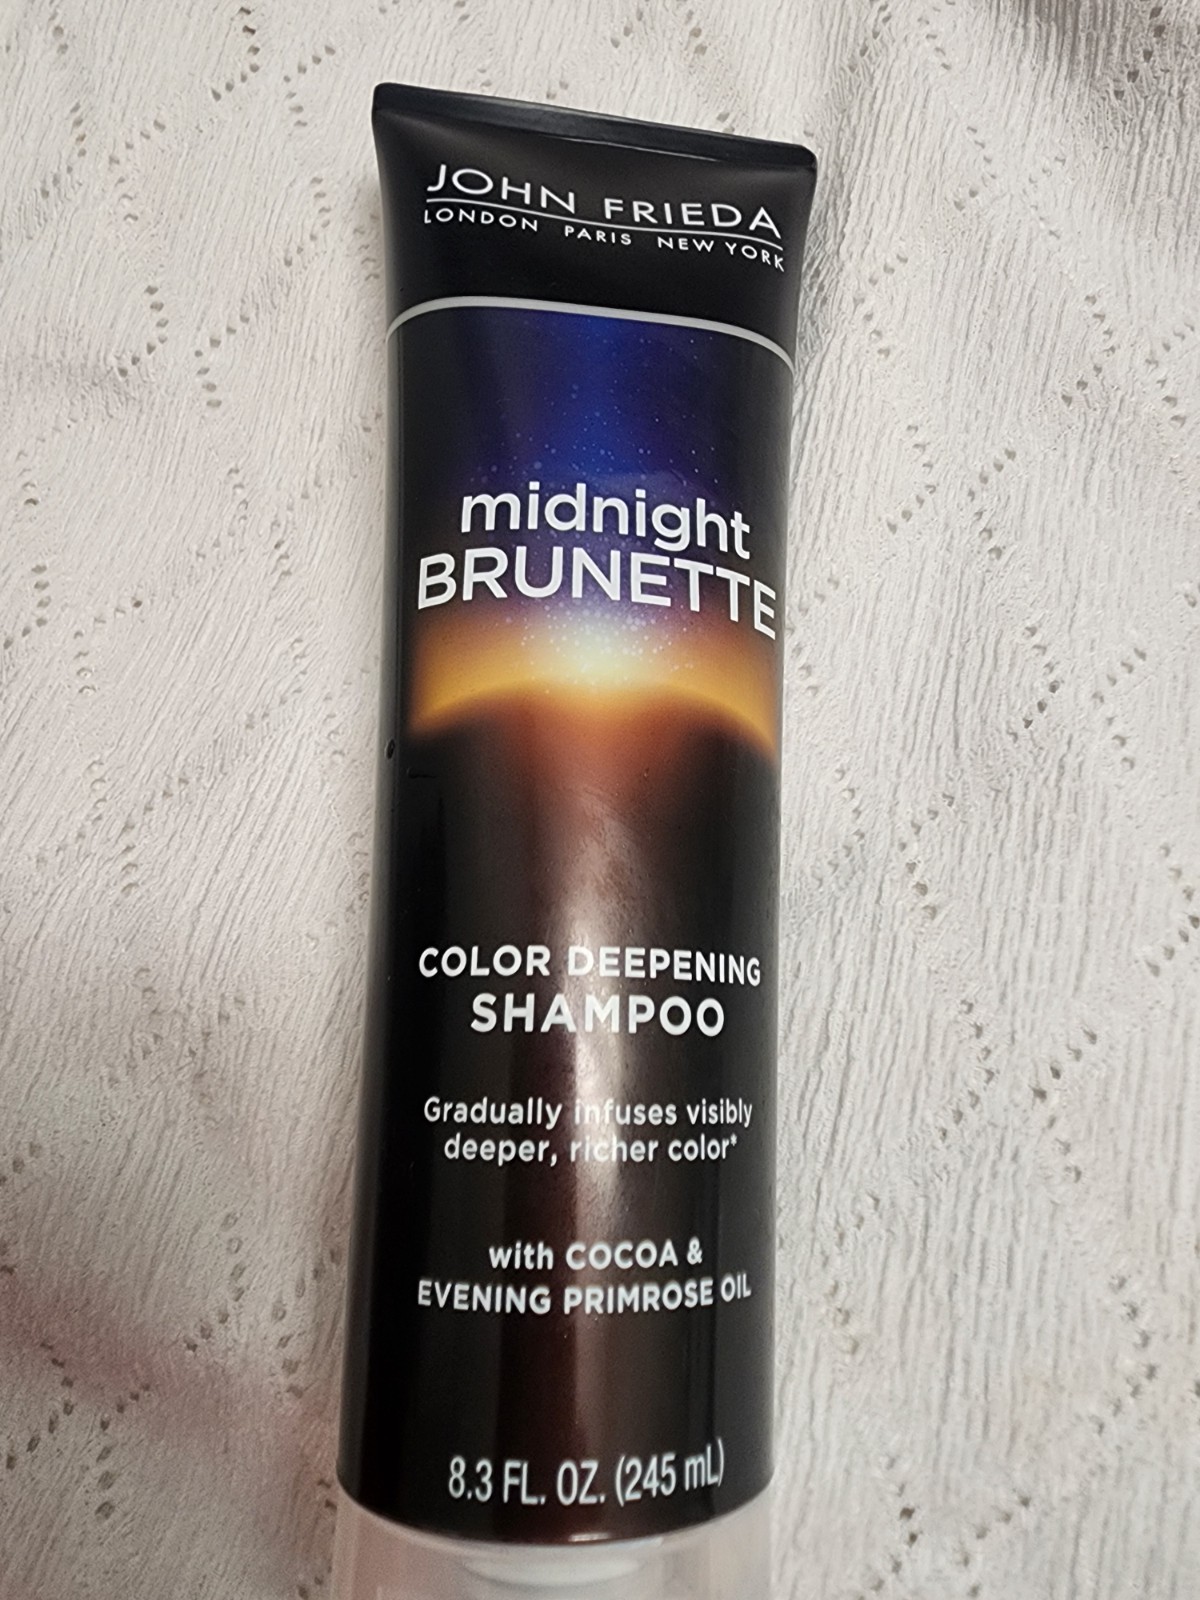 JOHN FRIEDA
LONDON PARIS NEW YORK
midnight
BRUNETTE
COLOR DEEPENING
SHAMPOO
Gradually infuses visibly
deeper, richer color*
with COCOA &
EVENING PRIMROSE OIL
8.3 FL. OZ. (245 mL)